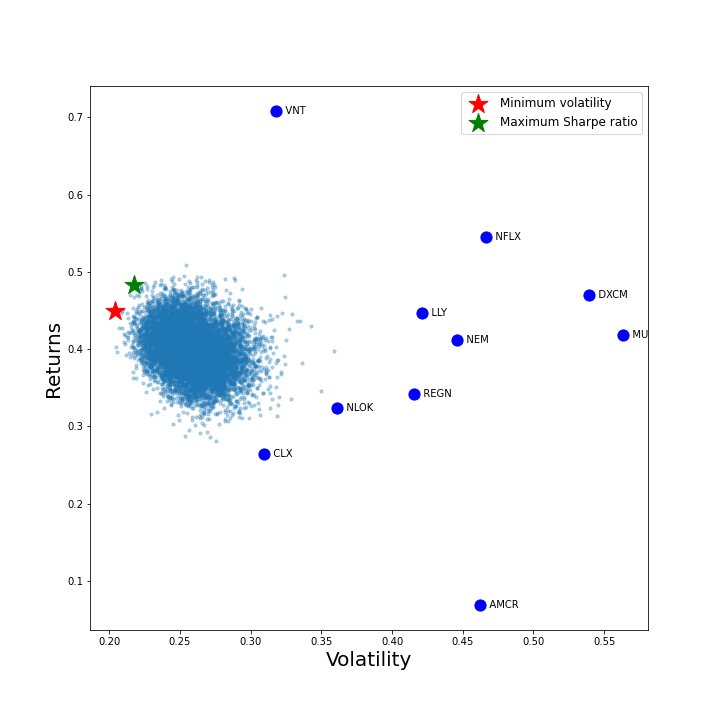 Minimum volatility
Maximum Sharpe ratio
VNT
NFLX
DXCM
LLY
MU
NEM
REGN
NLOK
CLX
AMCR
Returns
0.7
0.6
0.5
0.4
0.3
0.2
0.1
0.20 0.25 0.30 0.35 0.40 0.45 0.50 0.55
Volatility